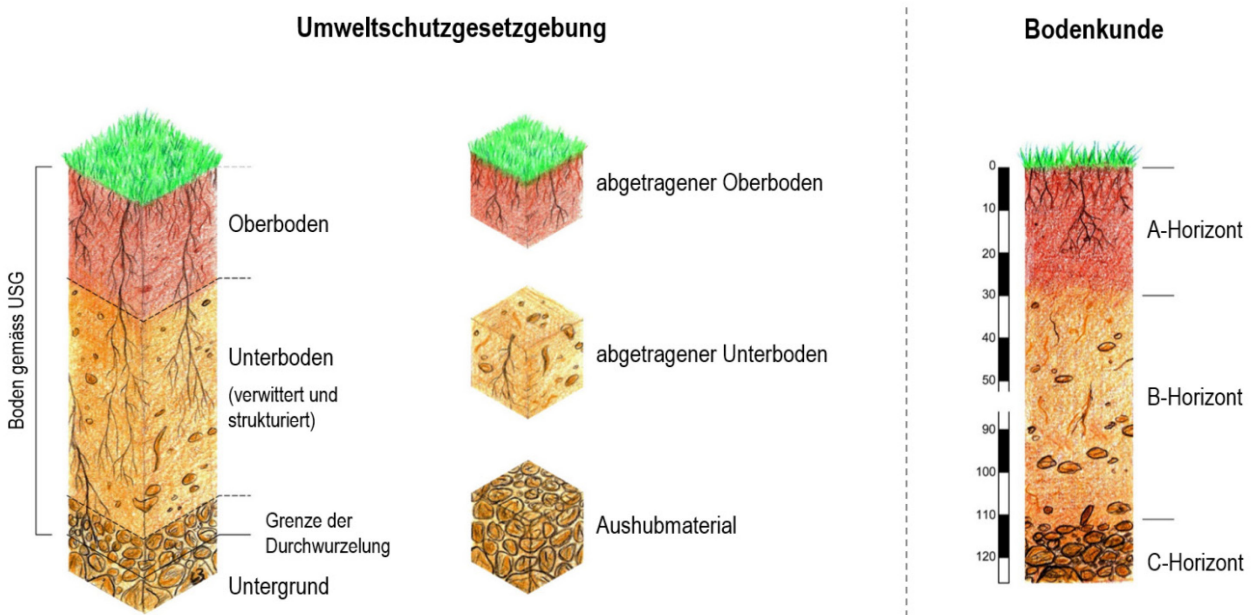 Umweltschutzgesetzgebung
Boden gemäss USG
Oberboden
Unterboden
(verwittert und
strukturiert)
Grenze der
Durchwurzelung
Untergrund
abgetragener Oberboden
abgetragener Unterboden
Aushubmaterial
Bodenkunde
0
10
20
30
40
50
90
100
110
120
A-Horizont
B-Horizont
C-Horizont